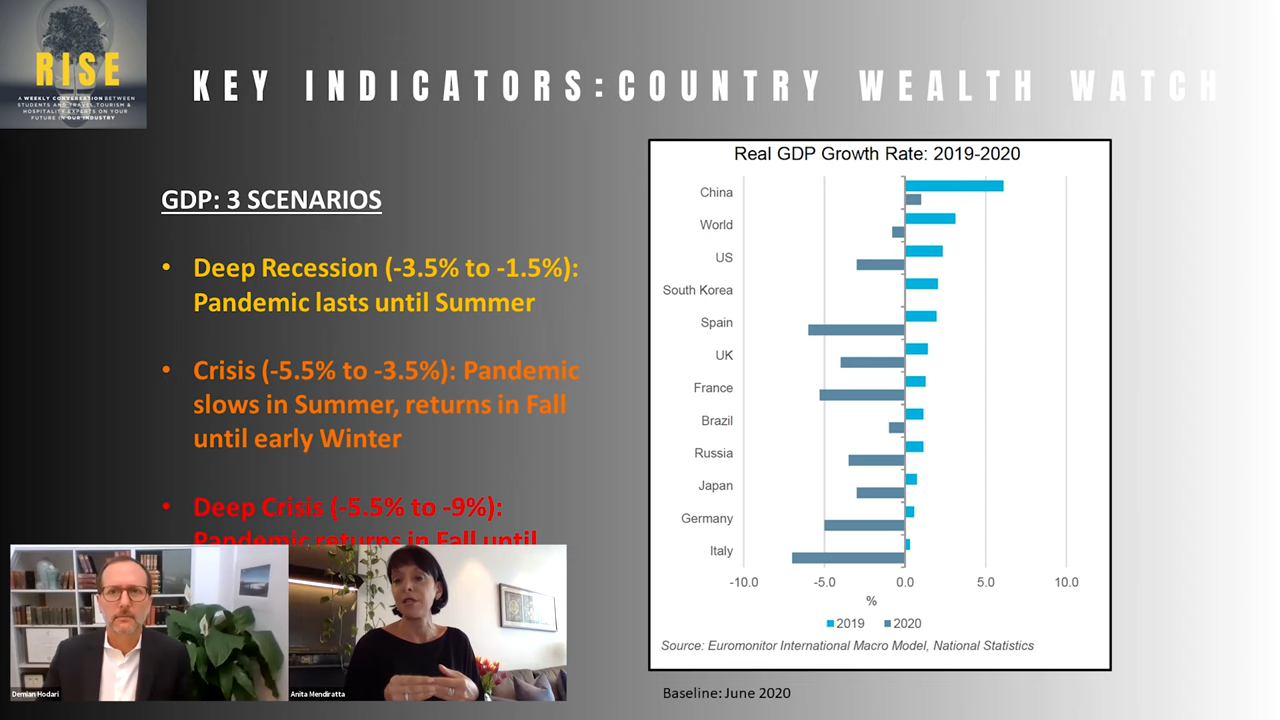 RISE
A WEEKLY CONVERSATION BETWEEN
STUDENTS AND TRAVEL, TOURISM &
HOSPITALITY EXPERTS ON YOUR
FUTURE IN OUR INDUSTRY
KEY INDICATORS:COUNTRY WEALTH WATCH
GDP: 3 SCENARIOS
• Deep Recession (-3.5% to -1.5%):
Pandemic lasts until Summer
• Crisis (-5.5% to -3.5%): Pandemic
slows in Summer, returns in Fall
until early Winter
• Deep Crisis (-5.5% to -9%):
Pandemic returns in Fall until
Demian Hodari
Anita Mendiratta
Real GDP Growth Rate: 2019-2020
China
World
US
South Korea
Spain
UK
France
Brazil
Russia
Japan
Germany
Italy
-10.0 -5.0 0.0 5.0 10.0
%
2019 2020
Source: Euromonitor International Macro Model, National Statistics
Baseline: June 2020